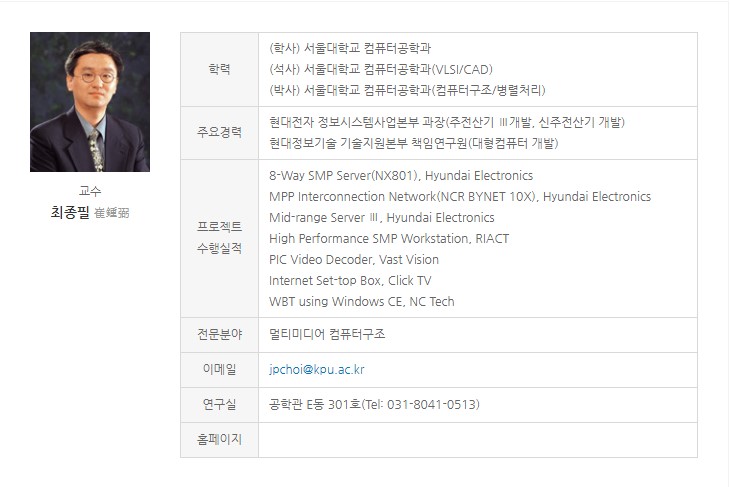 교수
최종필 崔鍾弼
학력
(학사) 서울대학교 컴퓨터공학과
(석사) 서울대학교 컴퓨터공학과(VLSI/CAD)
(박사) 서울대학교 컴퓨터공학과(컴퓨터구조/병렬처리)
주요경력
현대전자 정보시스템사업본부 과장(주전산기 Ⅲ개발, 신주전산기 개발)
현대정보기술 기술지원본부 책임연구원(대형컴퓨터 개발)
프로젝트
수행실적
8-Way SMP Server(NX801), Hyundai Electronics
MPP Interconnection Network(NCR BYNET 10X), Hyundai Electronics
Mid-range Server Ⅲ, Hyundai Electronics
High Performance SMP Workstation, RIACT
PIC Video Decoder, Vast Vision
Internet Set-top Box, Click TV
WBT using Windows CE, NC Tech
전문분야
멀티미디어 컴퓨터구조
이메일
jpchoi@kpu.ac.kr
연구실
공학관 E동 301호(Tel: 031-8041-0513)
홈페이지